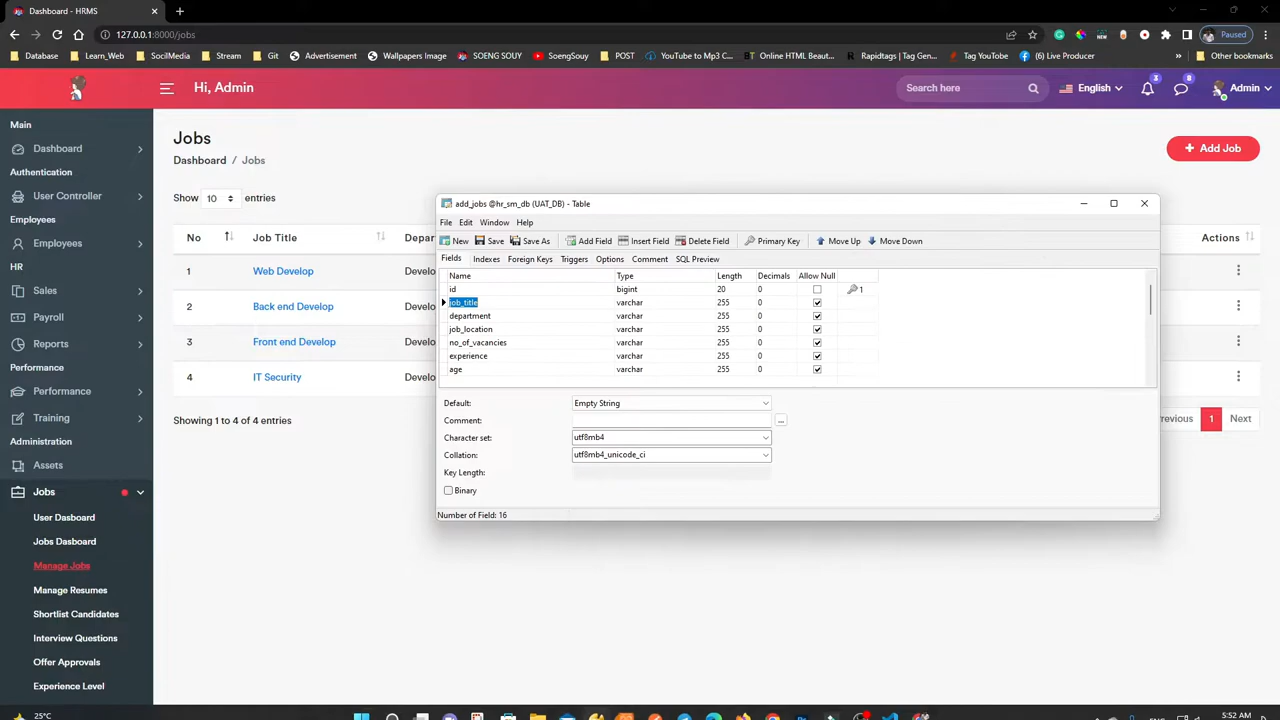 Dashboard - HRMS
127.0.0.1:8000/jobs
Paused
Database Learn_Web SocilMedia Stream Git Advertisement Wallpapers Image SOENG SOUY SoengSouy POST YouTube to Mp3 C... Online HTML Beaut... Rapidtags | Tag Gen... Tag YouTube (6) Live Producer » Other bookmarks
Hi, Admin
Search here
English
3
8
Admin
Main
Dashboard
Authentication
User Controller
Employees
Employees
HR
Sales
Payroll
Reports
Performance
Performance
Training
Administration
Assets
Jobs
User Dasboard
Jobs Dasboard
Manage Jobs
Manage Resumes
Shortlist Candidates
Interview Questions
Offer Approvals
Experience Level
Jobs
Dashboard / Jobs
+ Add Job
Show 10 entries
No Job Title Depar Actions
1 Web Develop Develo
2 Back end Develop Develo
3 Front end Develop Develo
4 IT Security Develo
Showing 1 to 4 of 4 entries
revious 1 Next
add_jobs @hr_sm_db (UAT_DB) - Table
File Edit Window Help
New Save Save As Add Field Insert Field Delete Field Primary Key Move Up Move Down
Fields Indexes Foreign Keys Triggers Options Comment SQL Preview
Name Type Length Decimals Allow Null
id bigint 20 0 1
job_title varchar 255 0
department varchar 255 0
job_location varchar 255 0
no_of_vacancies varchar 255 0
experience varchar 255 0
age varchar 255 0
Default: Empty String
Comment: ...
Character set: utf8mb4
Collation: utf8mb4_unicode_ci
Key Length:
Binary
Number of Field: 16
25°C
ENG
5:52 AM